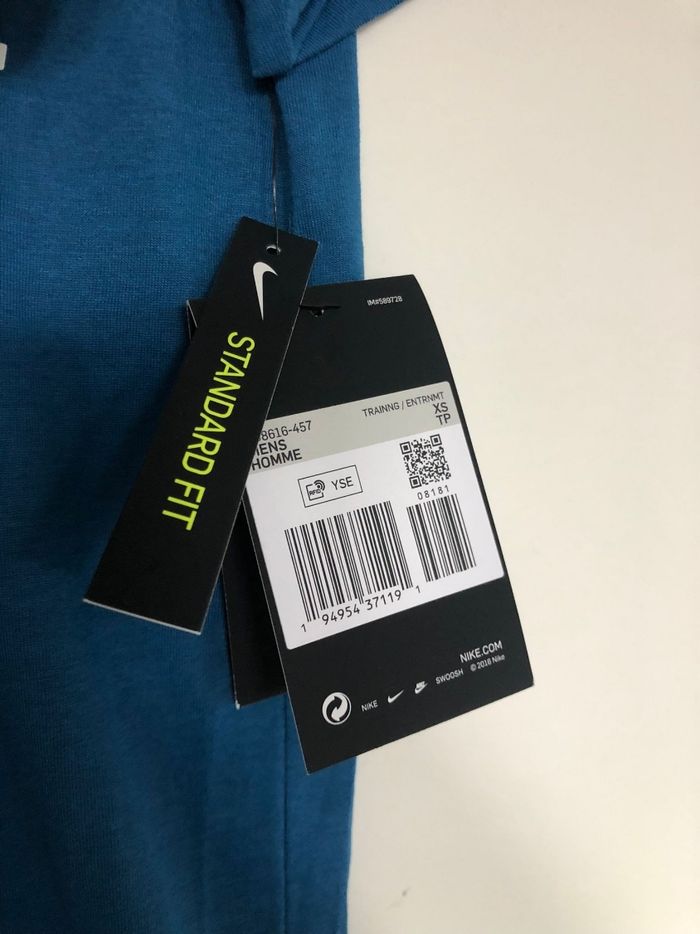 STANDARD FIT
IM#589728
TRAINNG / ENTRNMT
8616-457
XS
MENS
TP
HOMME
RFID
YSE
08181
1 94954 37119 1
NIKE.COM
NIKE SWOOSH © 2018 Nike